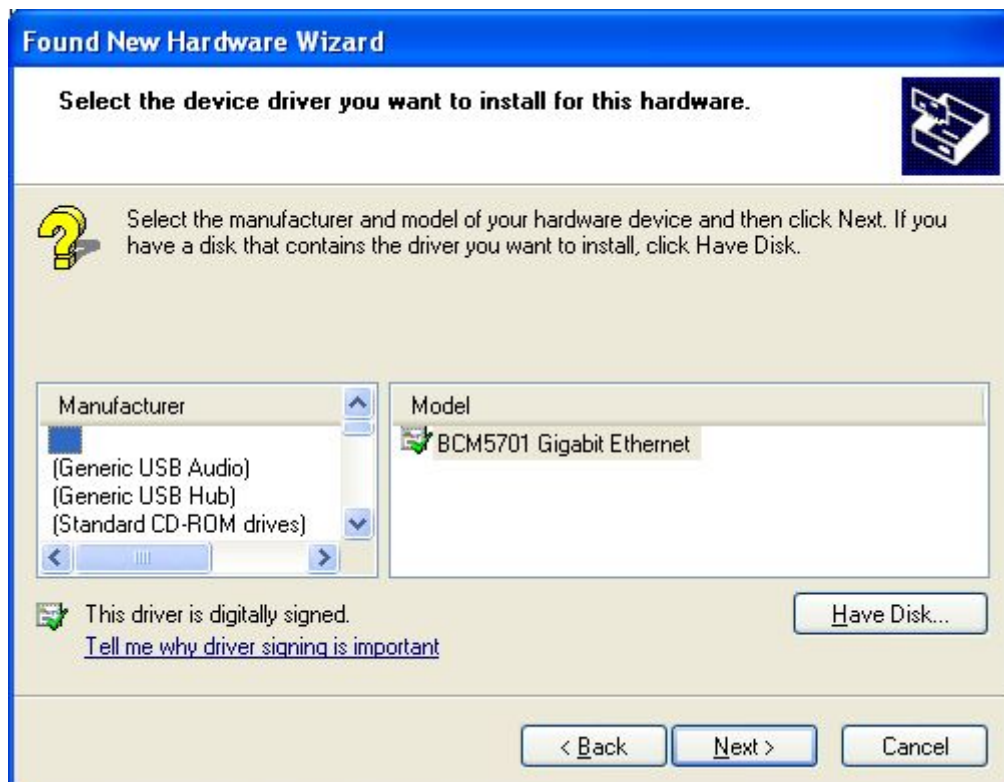 Found New Hardware Wizard
Select the device driver you want to install for this hardware.
Select the manufacturer and model of your hardware device and then click Next. If you
have a disk that contains the driver you want to install, click Have Disk.
Manufacturer
(Generic USB Audio)
(Generic USB Hub)
(Standard CD-ROM drives)
Model
BCM5701 Gigabit Ethernet
This driver is digitally signed.
Have Disk...
Tell me why driver signing is important
< Back
Next >
Cancel